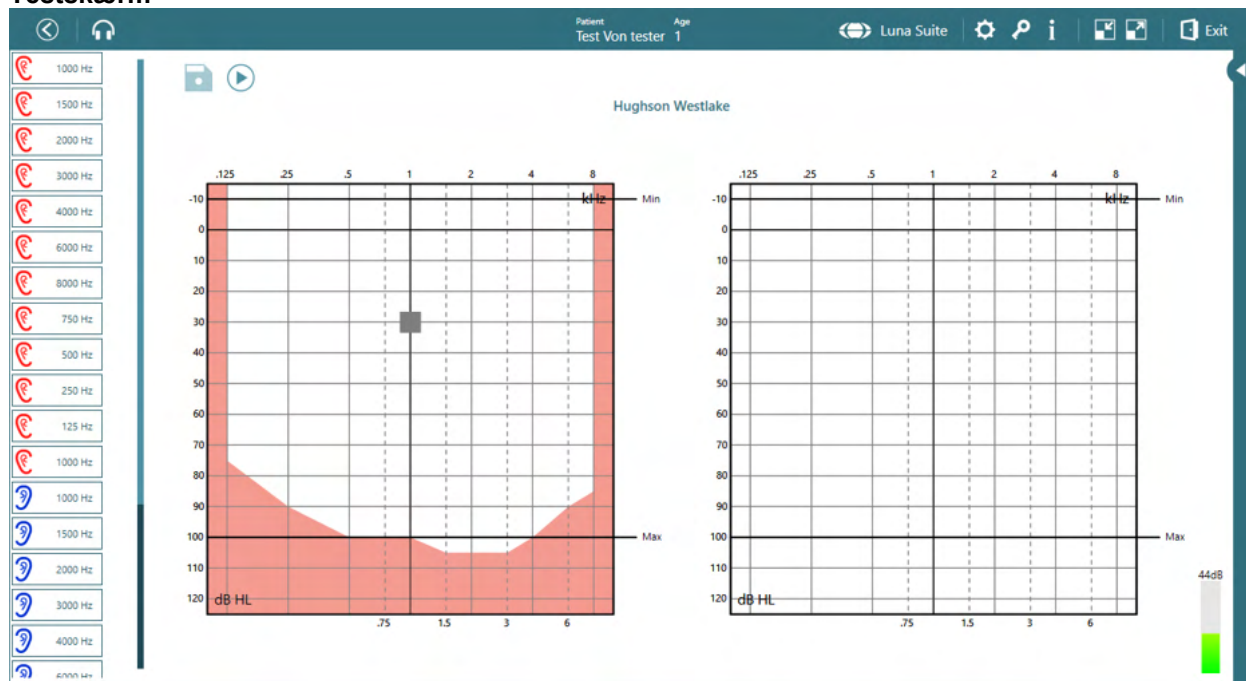 Patient Age
Test Von tester 1
Luna Suite
i
Exit
1000 Hz
1500 Hz
2000 Hz
3000 Hz
4000 Hz
6000 Hz
8000 Hz
750 Hz
500 Hz
250 Hz
125 Hz
1000 Hz
1000 Hz
1500 Hz
2000 Hz
3000 Hz
4000 Hz
6000 Hz
Hughson Westlake
.125 .25 .5 1 2 4 8
kHz
-10 Min
0
10
20
30
40
50
60
70
80
90
100 Max
110
120 dB HL
.75 1.5 3 6
.125 .25 .5 1 2 4 8
kHz
-10 Min
0
10
20
30
40
50
60
70
80
90
100 Max
110
120 dB HL
.75 1.5 3 6
44dB